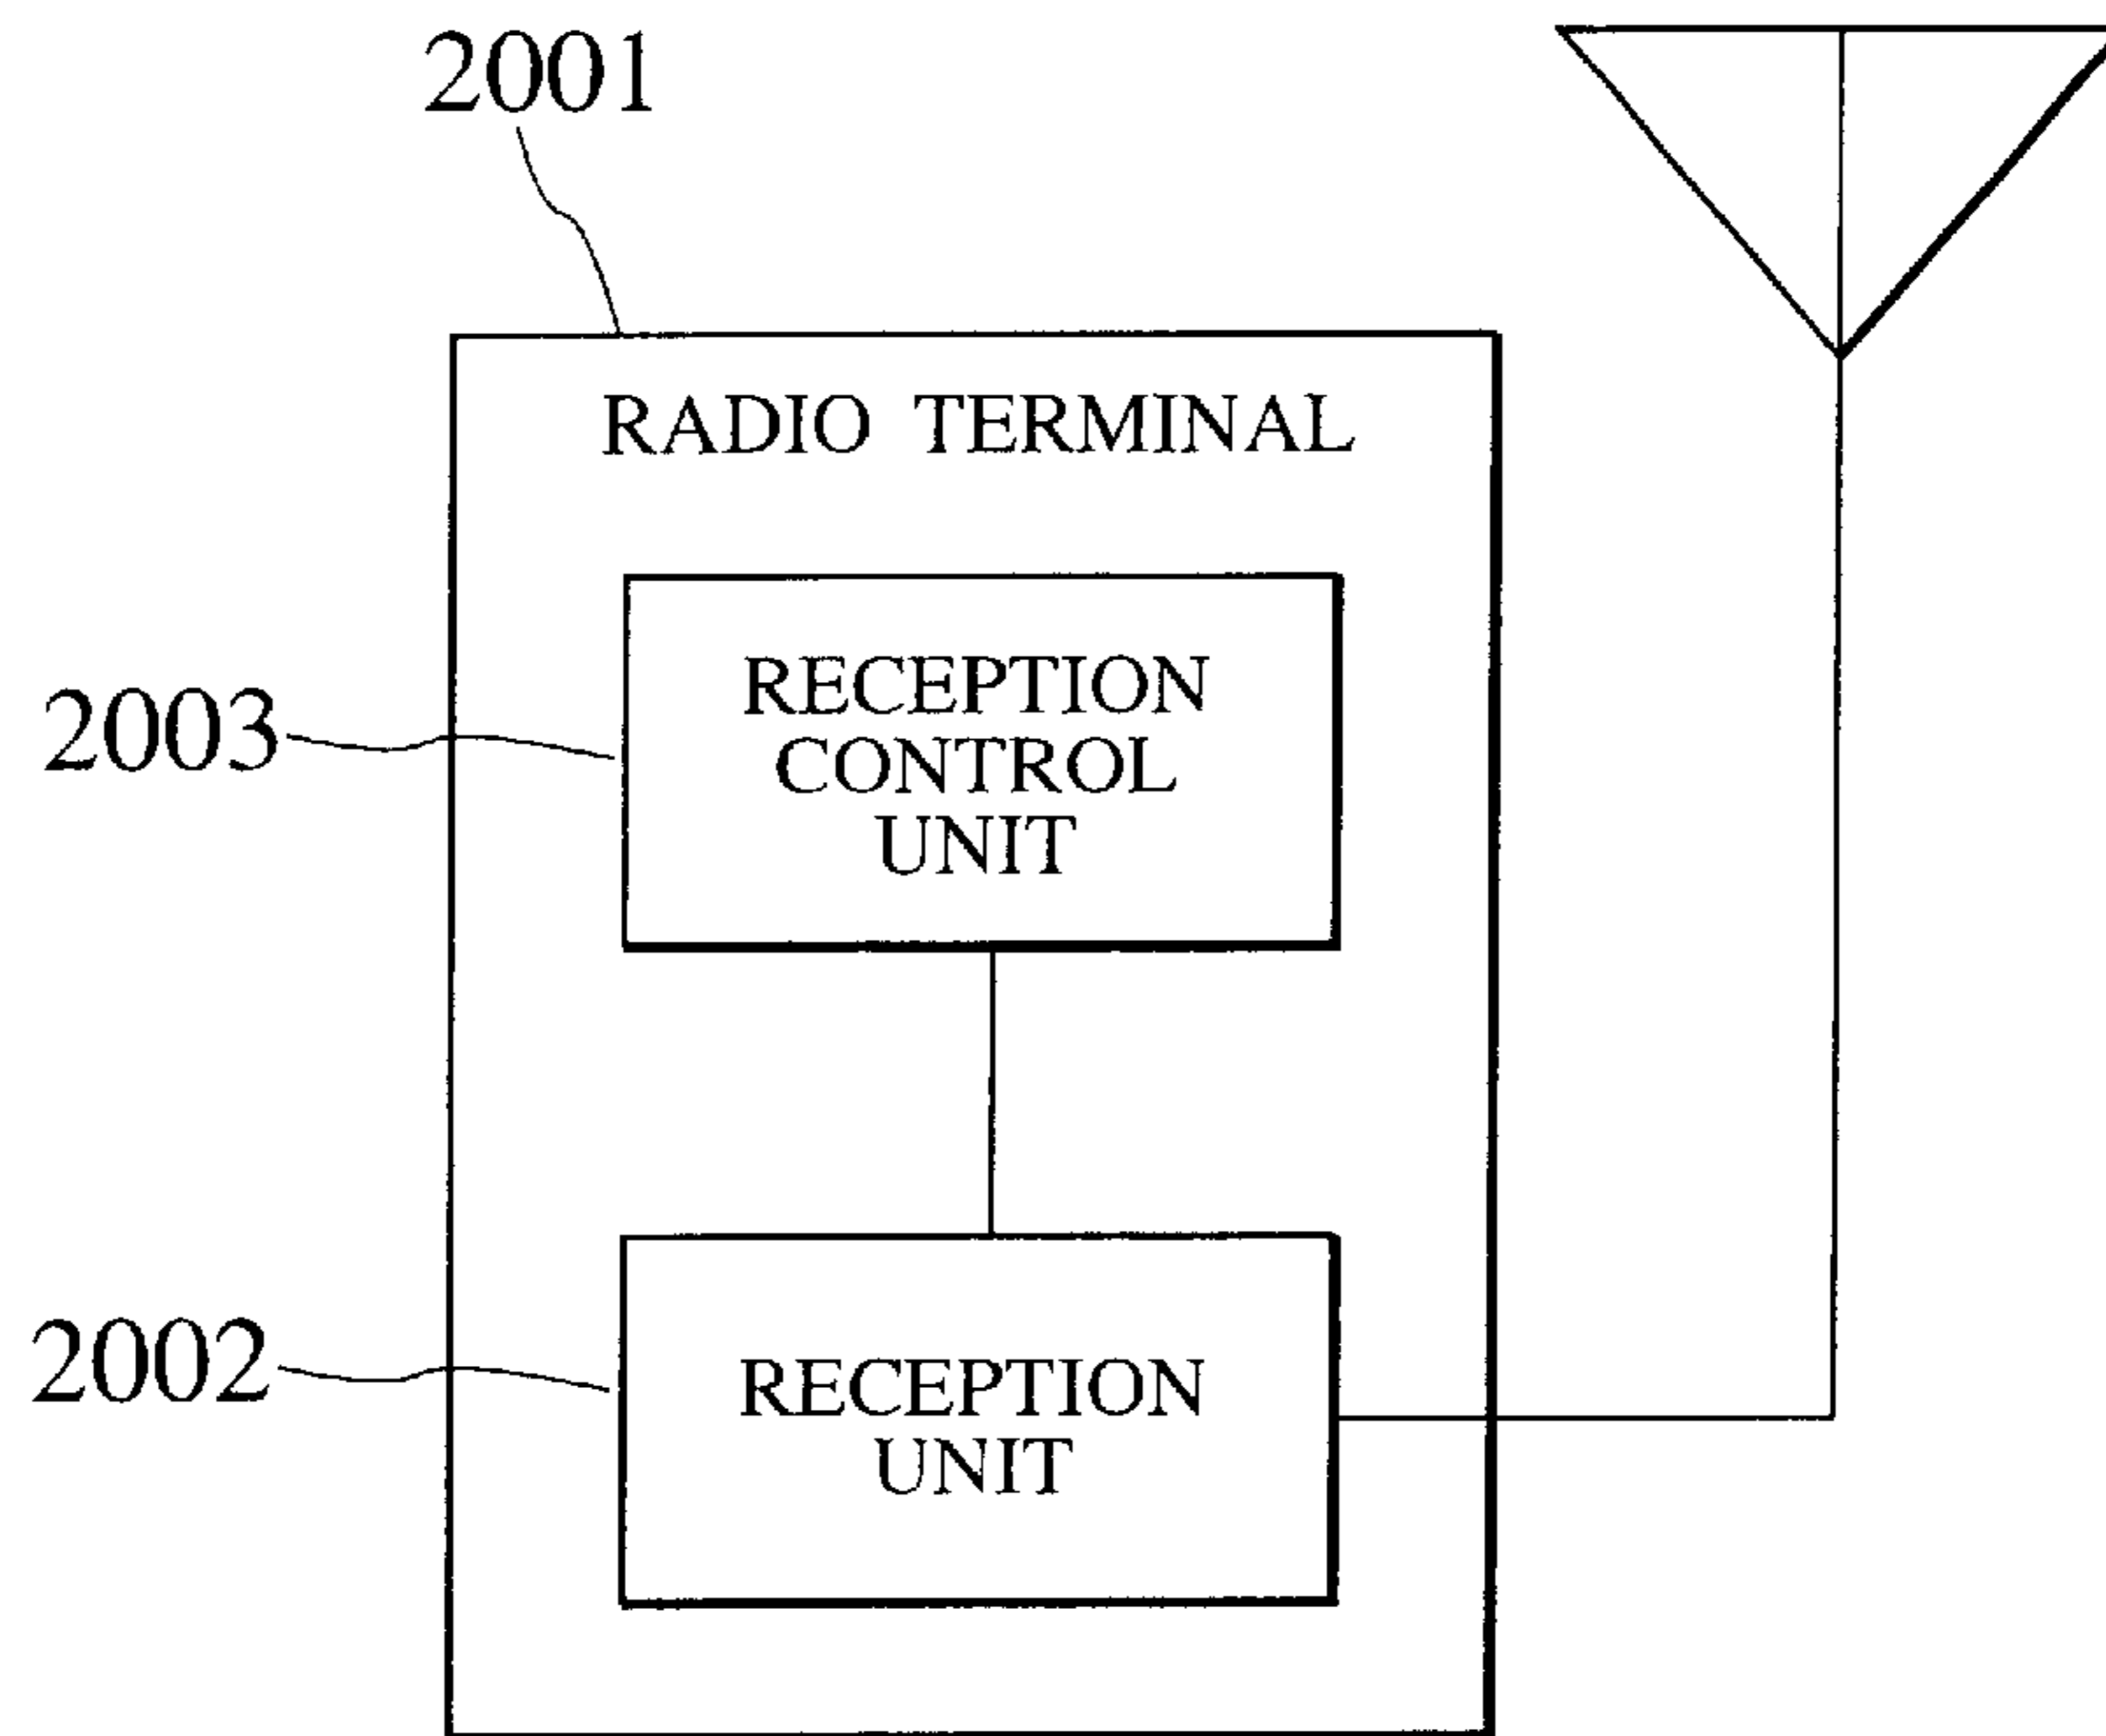 2001
RADIO TERMINAL
RECEPTION
CONTROL
UNIT
2003
RECEPTION
UNIT
2002